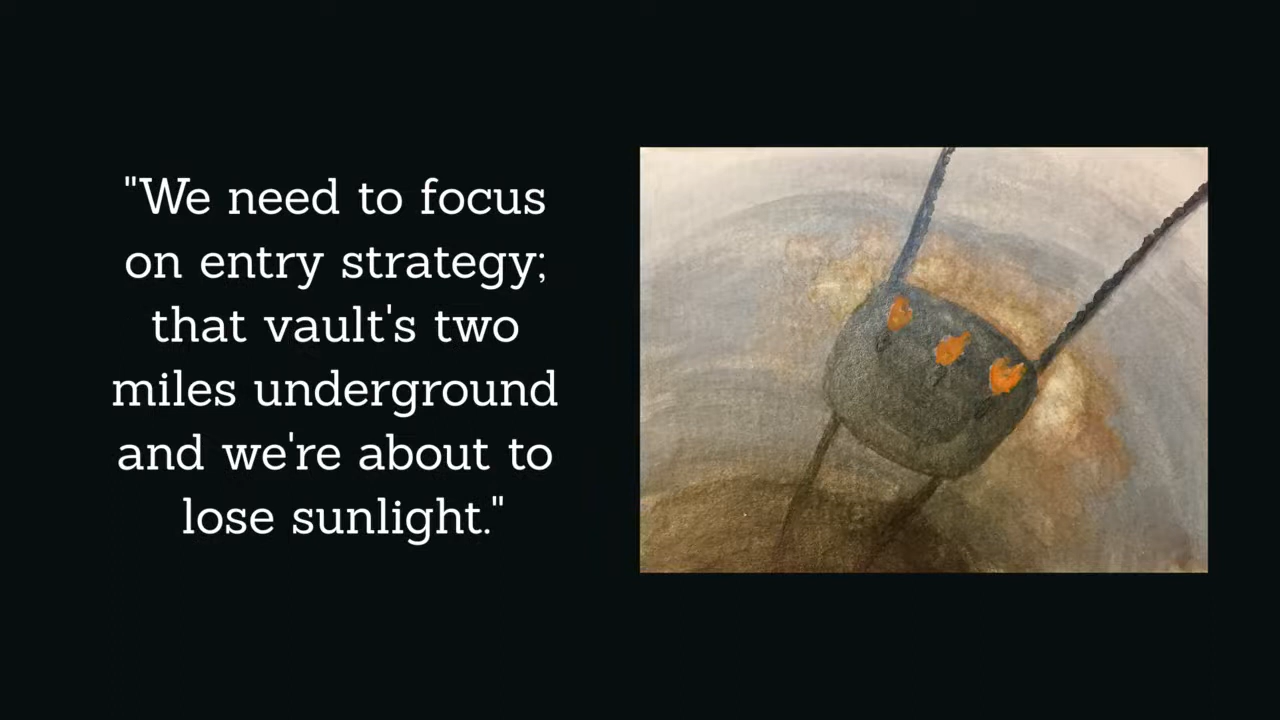 "We need to focus
on entry strategy;
that vault's two
miles underground
and we're about to
lose sunlight."